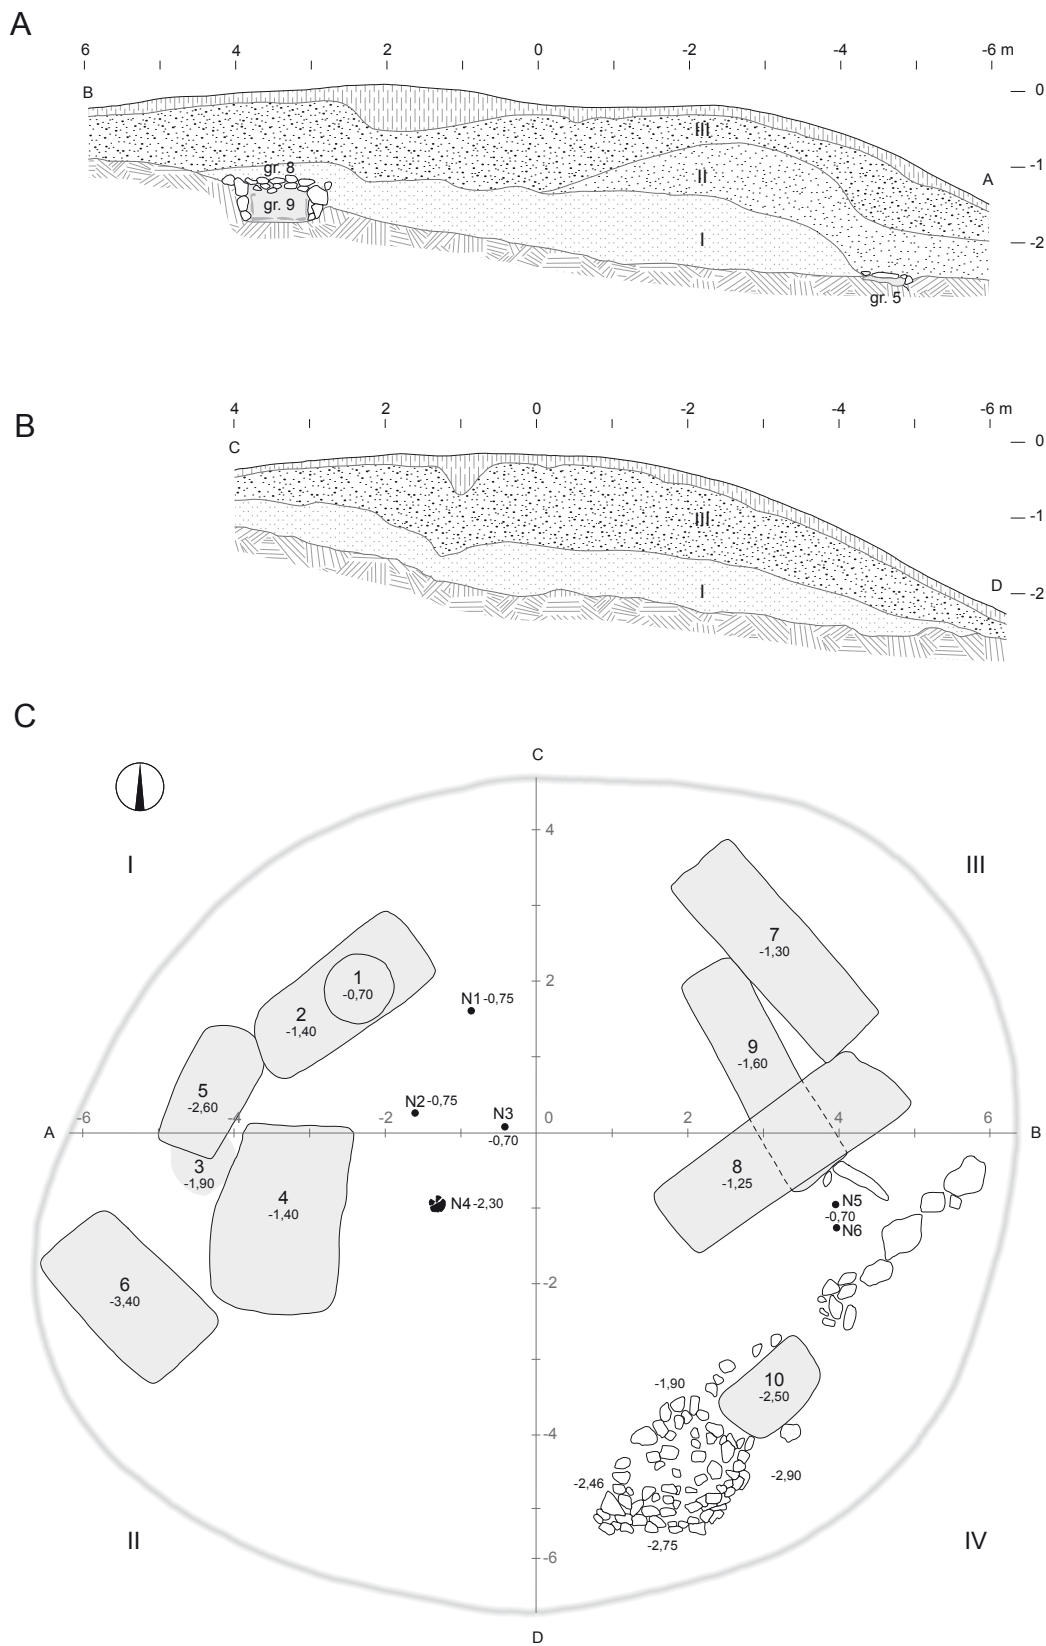 A
6 4 2 0 -2 -4 -6 m
B
0
III
-1
gr. 8
II
A
gr. 9
I
-2
gr. 5
B
4 2 0 -2 -4 -6 m
C
0
III
-1
D
I
-2
C
C
4
I
III
7
-1,30
2
1
-0,70
N1 -0,75
2
-1,40
9
-1,60
5
-2,60
N2 -0,75
N3
-0,70
A
-6 -4 -2 0 2 4 6
B
3
-1,90
8
-1,25
4
-1,40
N4 -2,30
N5
-0,70
N6
6
-3,40
-2
10
-2,50
-1,90
-4
-2,46
-2,90
II
IV
-2,75
-6
D